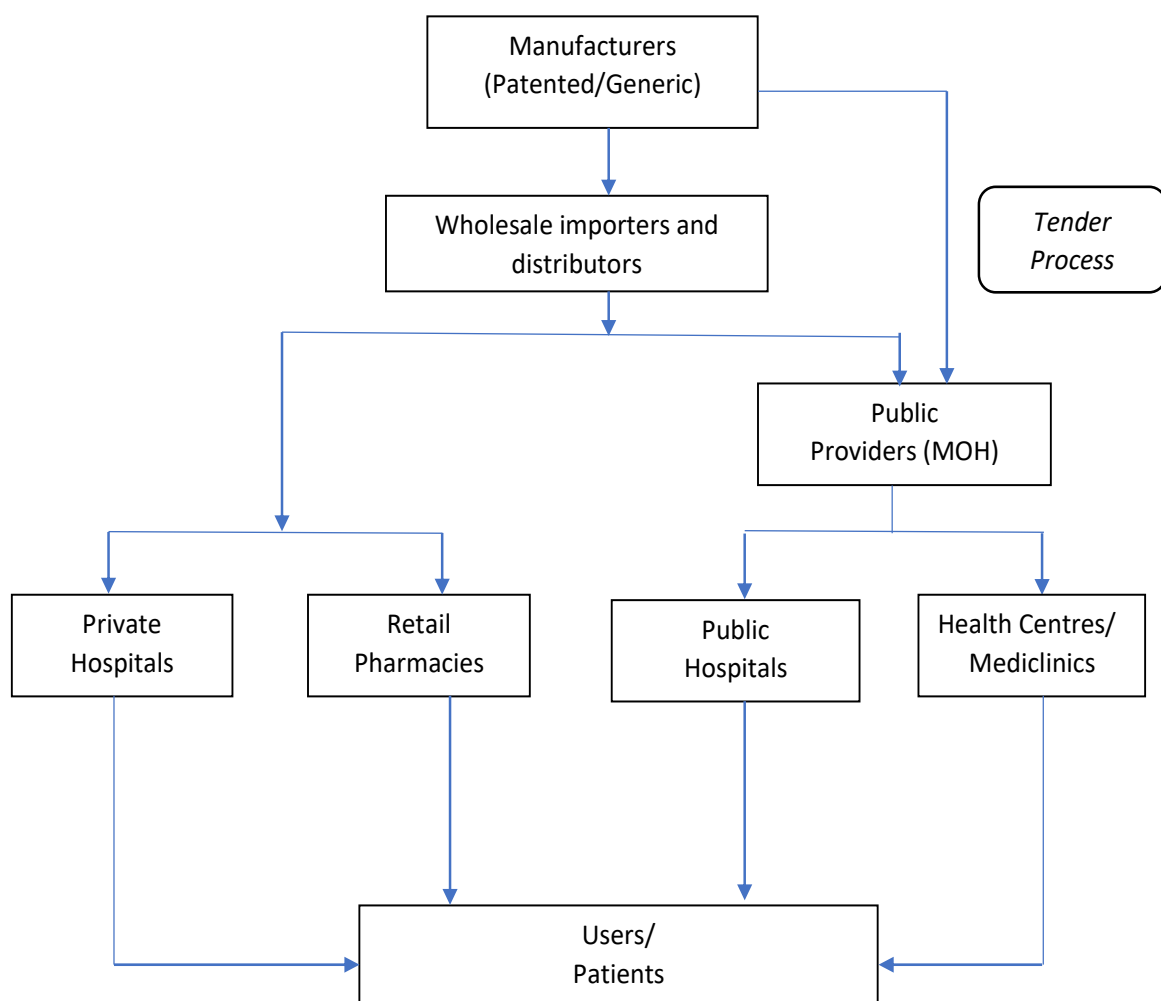 Manufacturers
(Patented/Generic)
Wholesale importers and
distributors
Tender
Process
Public
Providers (MOH)
Private
Hospitals
Retail
Pharmacies
Public
Hospitals
Health Centres/
Mediclinics
Users/
Patients